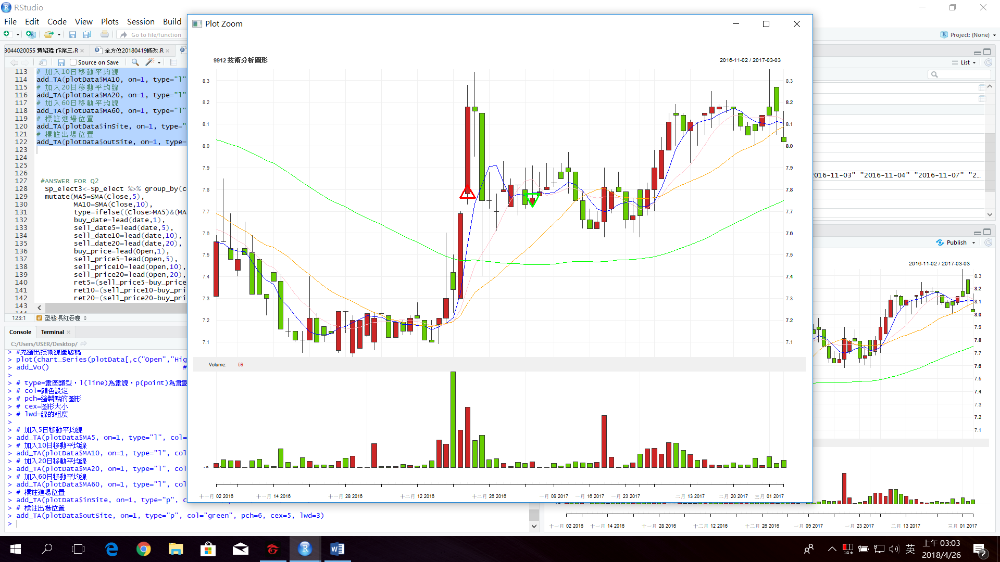 RStudio
File Edit Code View Plots Session Build
Go to file/function
Project: (None)
B044020055 黄紹瑋 作業三.R
全方位20180419修改.R
Source on Save
113 # 加入10日移動平均線
114 add_TA(plotData$MA10, on=1, type="l"
115 # 加入20日移動平均線
116 add_TA(plotData$MA20, on=1, type="l"
117 # 加入60日移動平均線
118 add_TA(plotData$MA60, on=1, type="l"
119 # 標註進場位置
120 add_TA(plotData$inSite, on=1, type="
121 # 標註出場位置
122 add_TA(plotData$outSite, on=1, type=
123
124
125
126
127 #ANSWER FOR Q2
128 Sp_elect3<-Sp_elect %>% group_by(c
129 mutate(MA5=SMA(Close,5),
130 MA10=SMA(Close,10),
131 type=ifelse((Close>MA5)&(MA
132 buy_date=lead(date,1),
133 sell_date5=lead(date,5),
134 sell_date10=lead(date,10),
135 sell_date20=lead(date,20),
136 buy_price=lead(Open,1),
137 sell_price5=lead(Open,5),
138 sell_price10=lead(Open,10),
139 sell_price20=lead(Open,20),
140 ret5=(sell_price5-buy_price
141 ret10=(sell_price10-buy_pri
142 ret20=(sell_price20-buy_pri
143
123:1 # 型態:長紅吞噬
Console Terminal
C:/Users/USER/Desktop/
> #先繪出技術線圖底稿
> plot(chart_Series(plotData[,c("Open","Hig
> add_Vo() #
>
> # type=畫圖類型，l(line)為畫線，p(point)為畫點
> # col=顏色設定
> # pch=繪製點的圖形
> # cex=圖形大小
> # lwd=線的粗度
>
> # 加入5日移動平均線
> add_TA(plotData$MA5, on=1, type="l", col=
> # 加入10日移動平均線
> add_TA(plotData$MA10, on=1, type="l", col
> # 加入20日移動平均線
> add_TA(plotData$MA20, on=1, type="l", col
> # 加入60日移動平均線
> add_TA(plotData$MA60, on=1, type="l", col
> # 標註進場位置
> add_TA(plotData$inSite, on=1, type="p", c
> # 標註出場位置
> add_TA(plotData$outSite, on=1, type="p", col="green", pch=6, cex=5, lwd=3)
>
Plot Zoom
9912 技術分析圖形
2016-11-02 / 2017-03-03
8.3 8.3
8.2 8.2
8.1 8.1
8.0 8.0
7.9 7.9
7.8 7.8
7.7 7.7
7.6 7.6
7.5 7.5
7.4 7.4
7.3 7.3
7.2 7.2
7.1 7.1
Volume: 59
十一月 02 2016 十一月 14 2016 十一月 28 2016 十二月 12 2016 十二月 26 2016 一月 09 2017 一月 16 2017 一月 23 2017 二月 13 2017 二月 20 2017 三月 01 2017
List
016-11-03" "2016-11-04" "2016-11-07" "2...
Publish
2016-11-02 / 2017-03-03
8.3
8.2
8.1
8.0
7.9
7.8
7.7
7.6
7.5
7.4
7.3
7.2
7.1
十一月 02 2016 十一月 14 2016 十一月 28 2016 十二月 12 2016 十二月 26 2016 一月 09 2017 一月 23 2017 二月 13 2017 三月 01 2017
英
上午 03:03
2018/4/26
2